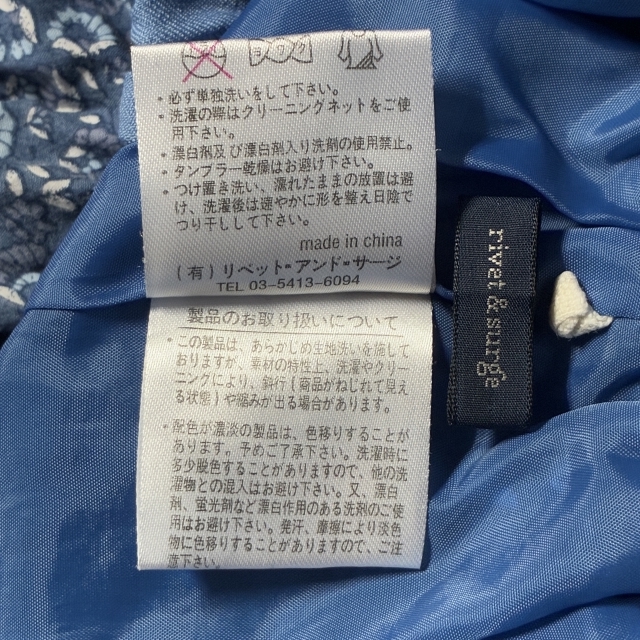 ・必ず単独洗いをして下さい。
・洗濯の際はクリーニングネットをご使
用下さい。
・漂白剤及び漂白剤入り洗剤の使用禁止。
・タンブラー乾燥はお避け下さい。
・つけ置き洗い、濡れたままの放置は避
け、洗濯後は速やかに形を整え日陰で
つり干しして下さい。
made in china
(有)リベット・アンド・サージ
TEL 03-5413-6094
製品のお取り扱いについて
・この製品は、あらかじめ生地洗いを施して
おりますが、素材の特性上、洗濯やクリー
ニングにより、斜行(商品がねじれて見え
る状態)や縮みが出る場合があります。
・配色が濃淡の製品は、色移りすることが
あります。予めご了承下さい。洗濯時に
多少脱色することがありますので、他の洗
濯物との混入はお避け下さい。又、漂白
剤、蛍光剤など漂白作用のある洗剤のご使
用はお避け下さい。発汗、摩擦により淡色
物に色移りすることがありますので、ご注
意下さい。
rivet & surge